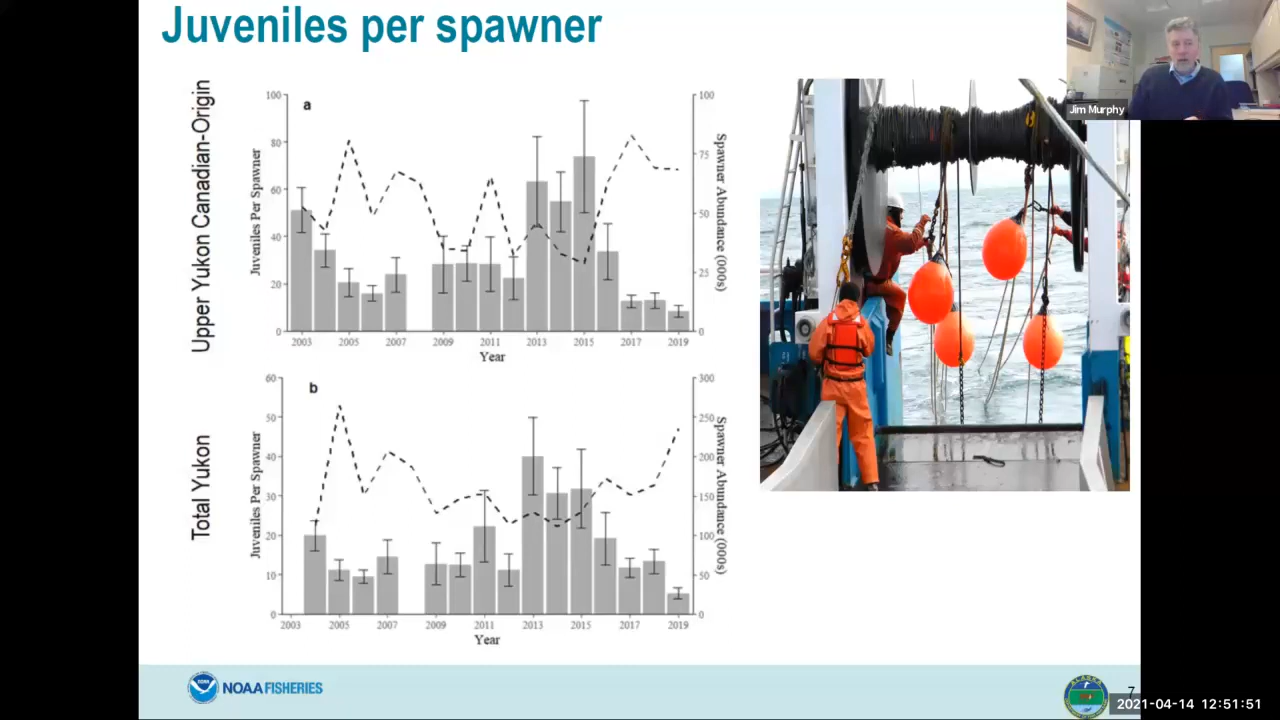 Juveniles per spawner
Jim Murphy
Upper Yukon Canadian-Origin
a
Juveniles Per Spawner
100
80
60
40
20
0
100
75
50
25
0
Spawner Abundance (000s)
2003 2005 2007 2009 2011 2013 2015 2017 2019
Year
Total Yukon
b
Juveniles Per Spawner
60
50
40
30
20
10
0
300
250
200
150
100
50
0
Spawner Abundance (000s)
2003 2005 2007 2009 2011 2013 2015 2017 2019
Year
NOAA FISHERIES
7
2021-04-14 12:51:51